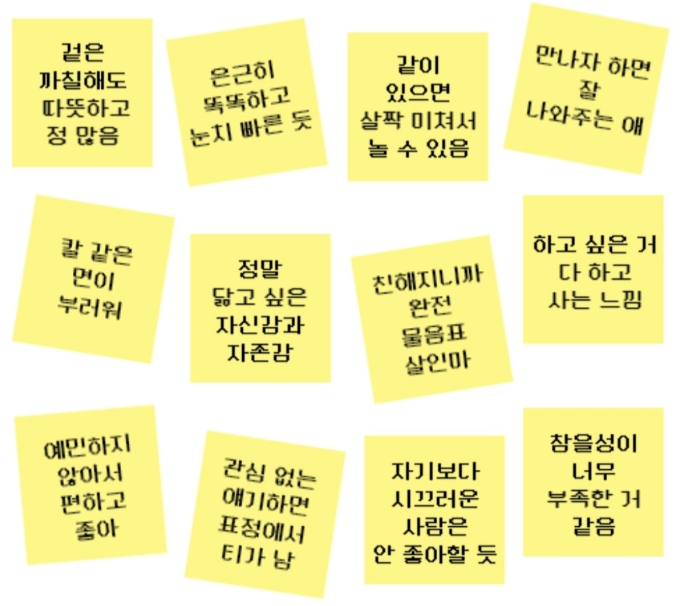 겉은
까칠해도
따뜻하고
정 많음
은근히
똑똑하고
눈치 빠른 듯
같이
있으면
살짝 미쳐서
놀 수 있음
만나자 하면
잘
나와주는 애
칼 같은
면이
부러워
정말
닮고 싶은
자신감과
자존감
친해지니까
완전
물음표
살인마
하고 싶은 거
다 하고
사는 느낌
예민하지
않아서
편하고
좋아
관심 없는
얘기하면
표정에서
티가 남
자기보다
시끄러운
사람은
안 좋아할 듯
참을성이
너무
부족한 거
같음